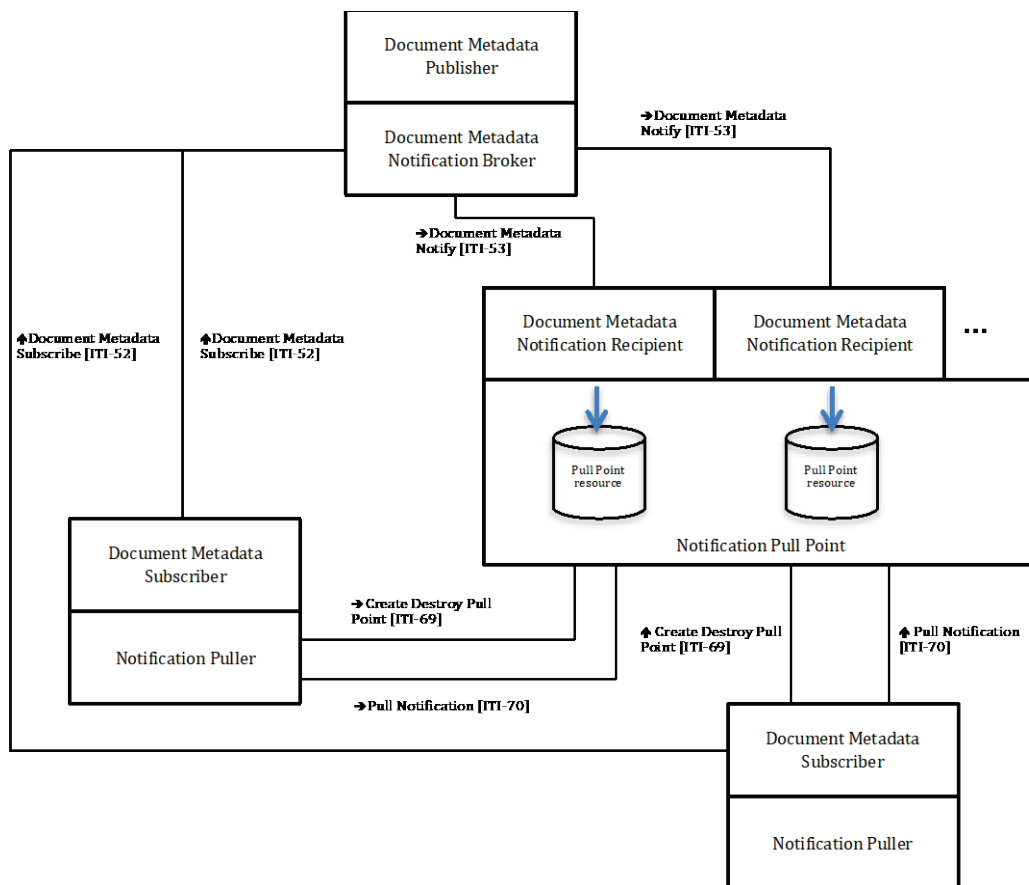 Document Metadata
Publisher
Document Metadata
Notification Broker
→Document Metadata
Notify [ITI-53]
→Document Metadata
Notify [ITI-53]
↑Document Metadata
Subscribe [ITI-52]
↑Document Metadata
Subscribe [ITI-52]
Document Metadata
Notification Recipient
Document Metadata
Notification Recipient
...
Pull Point
resource
Pull Point
resource
Notification Pull Point
Document Metadata
Subscriber
Notification Puller
→Create Destroy Pull
Point [ITI-69]
→Pull Notification [ITI-70]
↑ Create Destroy Pull
Point [ITI-69]
↑ Pull Notification
[ITI-70]
Document Metadata
Subscriber
Notification Puller